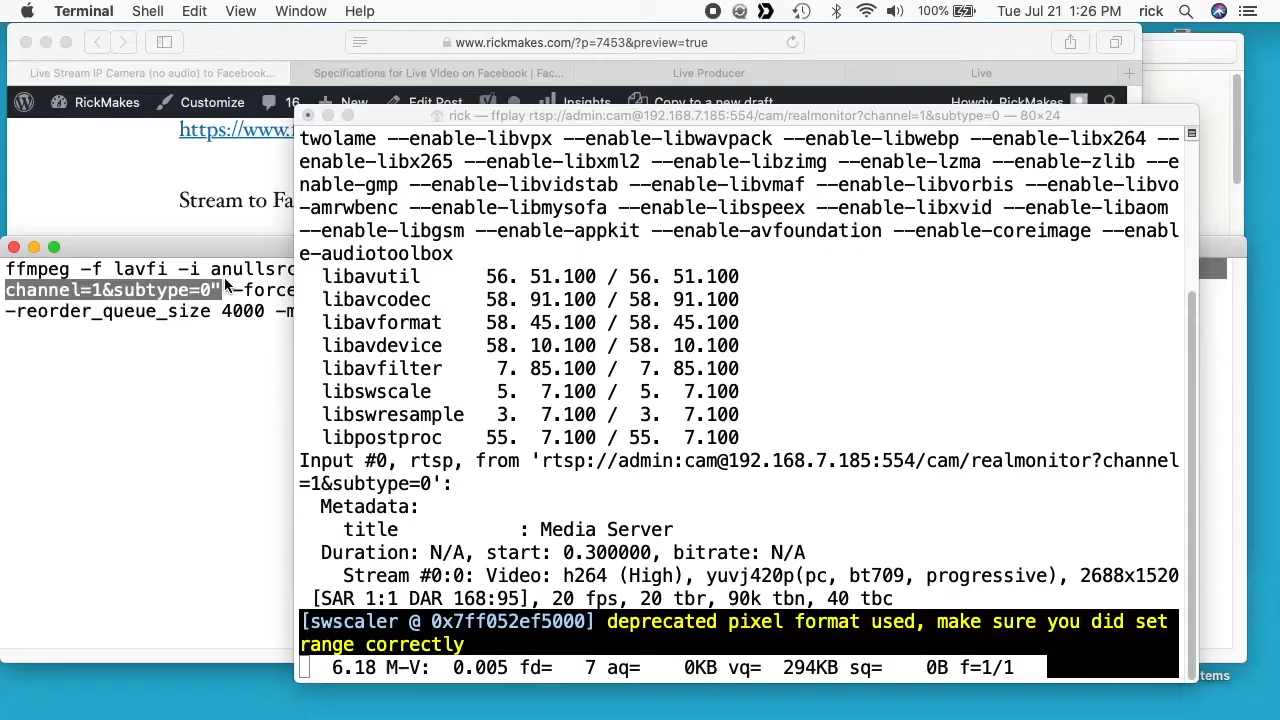 Terminal Shell Edit View Window Help 100% Tue Jul 21 1:26 PM rick
www.rickmakes.com/?p=7453&preview=true
Live Stream IP Camera (no audio) to Facebook... Specifications for Live Video on Facebook | Fac... Live Producer Live
RickMakes Customize 16 New Edit Post Insights Copy to a new draft Howdy, RickMakes
rick — ffplay rtsp://admin:cam@192.168.7.185:554/cam/realmonitor?channel=1&subtype=0 — 80×24
https://www.f
Stream to Fa
ffmpeg -f lavfi -i anullsrc
channel=1&subtype=0" -force
-reorder_queue_size 4000 -m
twolame --enable-libvpx --enable-libwavpack --enable-libwebp --enable-libx264 --
enable-libx265 --enable-libxml2 --enable-libzimg --enable-lzma --enable-zlib --e
nable-gmp --enable-libvidstab --enable-libvmaf --enable-libvorbis --enable-libvo
-amrwbenc --enable-libmysofa --enable-libspeex --enable-libxvid --enable-libaom
--enable-libgsm --enable-appkit --enable-avfoundation --enable-coreimage --enabl
e-audiotoolbox
libavutil 56. 51.100 / 56. 51.100
libavcodec 58. 91.100 / 58. 91.100
libavformat 58. 45.100 / 58. 45.100
libavdevice 58. 10.100 / 58. 10.100
libavfilter 7. 85.100 / 7. 85.100
libswscale 5. 7.100 / 5. 7.100
libswresample 3. 7.100 / 3. 7.100
libpostproc 55. 7.100 / 55. 7.100
Input #0, rtsp, from 'rtsp://admin:cam@192.168.7.185:554/cam/realmonitor?channel
=1&subtype=0':
Metadata:
title : Media Server
Duration: N/A, start: 0.300000, bitrate: N/A
Stream #0:0: Video: h264 (High), yuvj420p(pc, bt709, progressive), 2688x1520
[SAR 1:1 DAR 168:95], 20 fps, 20 tbr, 90k tbn, 40 tbc
[swscaler @ 0x7ff052ef5000] deprecated pixel format used, make sure you did set
range correctly
6.18 M-V: 0.005 fd= 7 aq= 0KB vq= 294KB sq= 0B f=1/1
tems